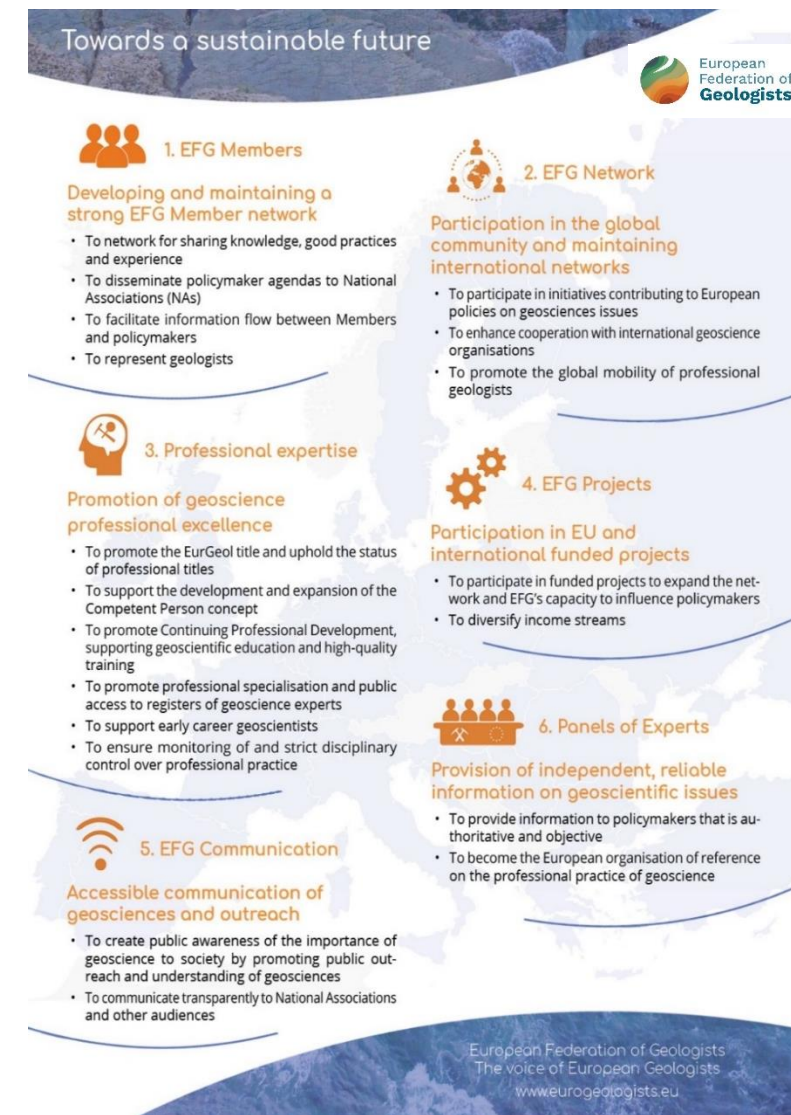 Towards a sustainable future
European
Federation of
Geologists
1. EFG Members
Developing and maintaining a
strong EFG Member network
• To network for sharing knowledge, good practices
and experience
• To disseminate policymaker agendas to National
Associations (NAs)
• To facilitate information flow between Members
and policymakers
• To represent geologists
2. EFG Network
Participation in the global
community and maintaining
international networks
• To participate in initiatives contributing to European
policies on geosciences issues
• To enhance cooperation with international geoscience
organisations
• To promote the global mobility of professional
geologists
3. Professional expertise
Promotion of geoscience
professional excellence
• To promote the EurGeol title and uphold the status
of professional titles
• To support the development and expansion of the
Competent Person concept
• To promote Continuing Professional Development,
supporting geoscientific education and high-quality
training
• To promote professional specialisation and public
access to registers of geoscience experts
• To support early career geoscientists
• To ensure monitoring of and strict disciplinary
control over professional practice
4. EFG Projects
Participation in EU and
international funded projects
• To participate in funded projects to expand the net-
work and EFG's capacity to influence policymakers
• To diversify income streams
5. EFG Communication
Accessible communication of
geosciences and outreach
• To create public awareness of the importance of
geoscience to society by promoting public out-
reach and understanding of geosciences
• To communicate transparently to National Associations
and other audiences
6. Panels of Experts
Provision of independent, reliable
information on geoscientific issues
• To provide information to policymakers that is au-
thoritative and objective
• To become the European organisation of reference
on the professional practice of geoscience
European Federation of Geologists
The voice of European Geologists
www.eurogeologists.eu